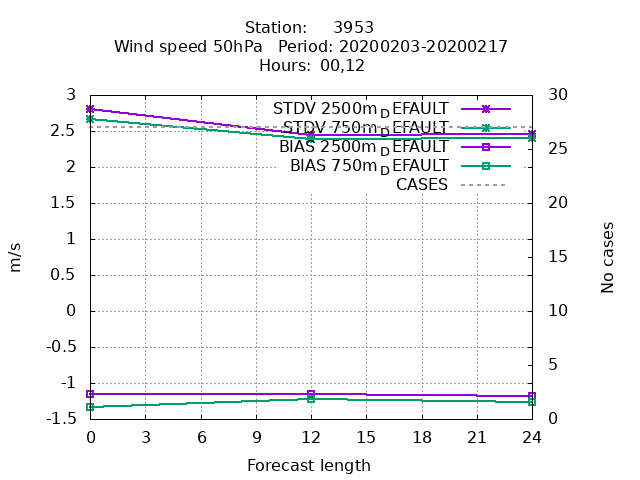 Station: 3953
Wind speed 50hPa Period: 20200203-20200217
Hours: 00,12
3
2.5
2
1.5
1
0.5
0
-0.5
-1
-1.5
m/s
STDV 2500m_DEFAULT
STDV 750m_DEFAULT
BIAS 2500m_DEFAULT
BIAS 750m_DEFAULT
CASES
30
25
20
15
10
5
0
No cases
0 3 6 9 12 15 18 21 24
Forecast length